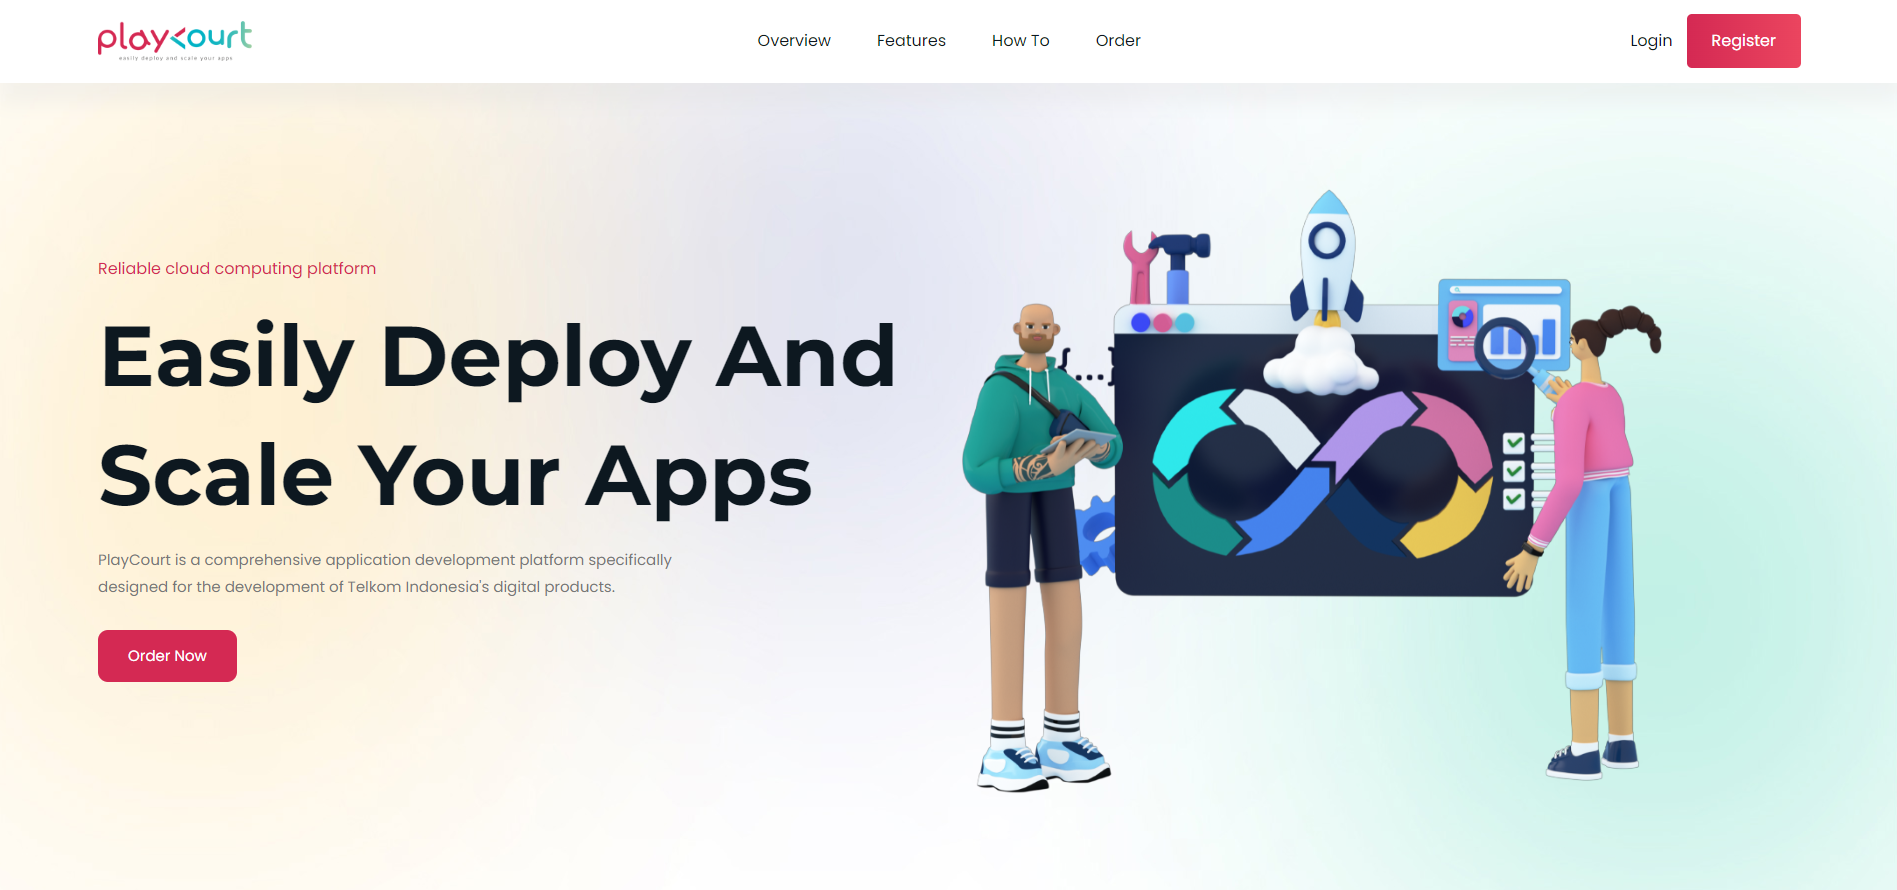 playcourt
easily deploy and scale your apps
Overview
Features
How To
Order
Login
Register
Reliable cloud computing platform
Easily Deploy And
Scale Your Apps
PlayCourt is a comprehensive application development platform specifically
designed for the development of Telkom Indonesia's digital products.
Order Now
{...}